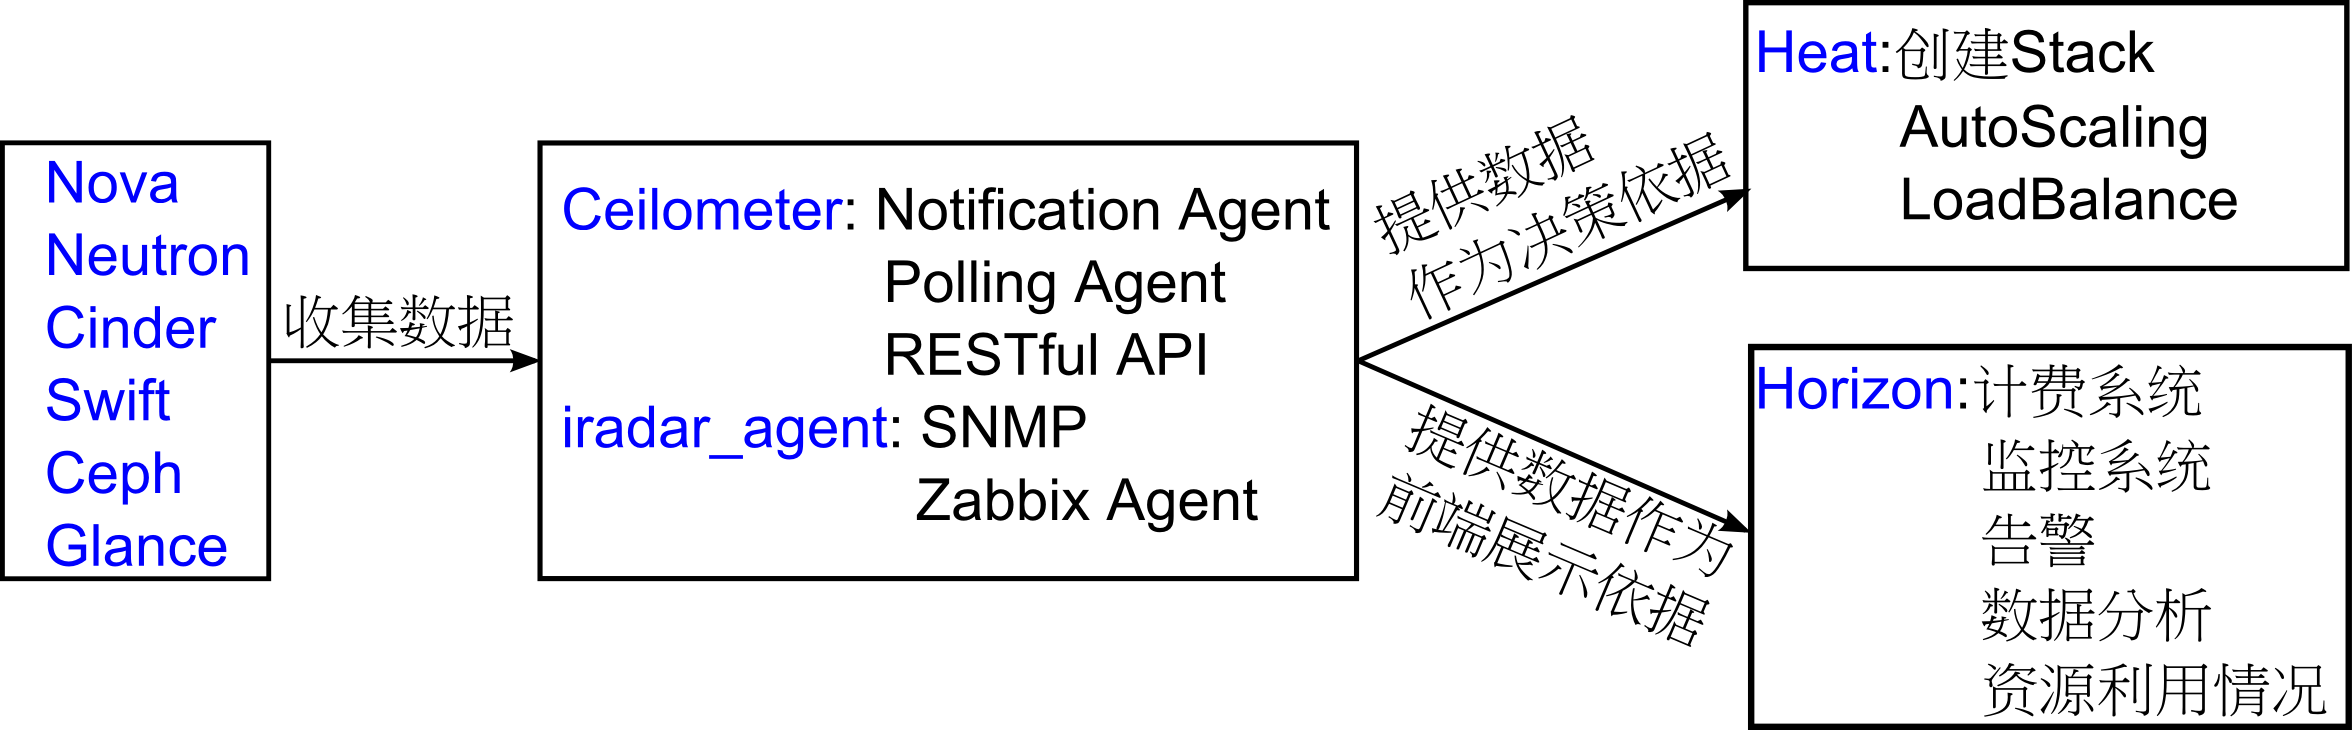 Nova
Neutron
Cinder
Swift
Ceph
Glance
收集数据
Ceilometer: Notification Agent
Polling Agent
RESTful API
iradar_agent: SNMP
Zabbix Agent
提供数据
作为决策依据
提供数据作为
前端展示依据
Heat:创建Stack
AutoScaling
LoadBalance
Horizon:计费系统
监控系统
告警
数据分析
资源利用情况